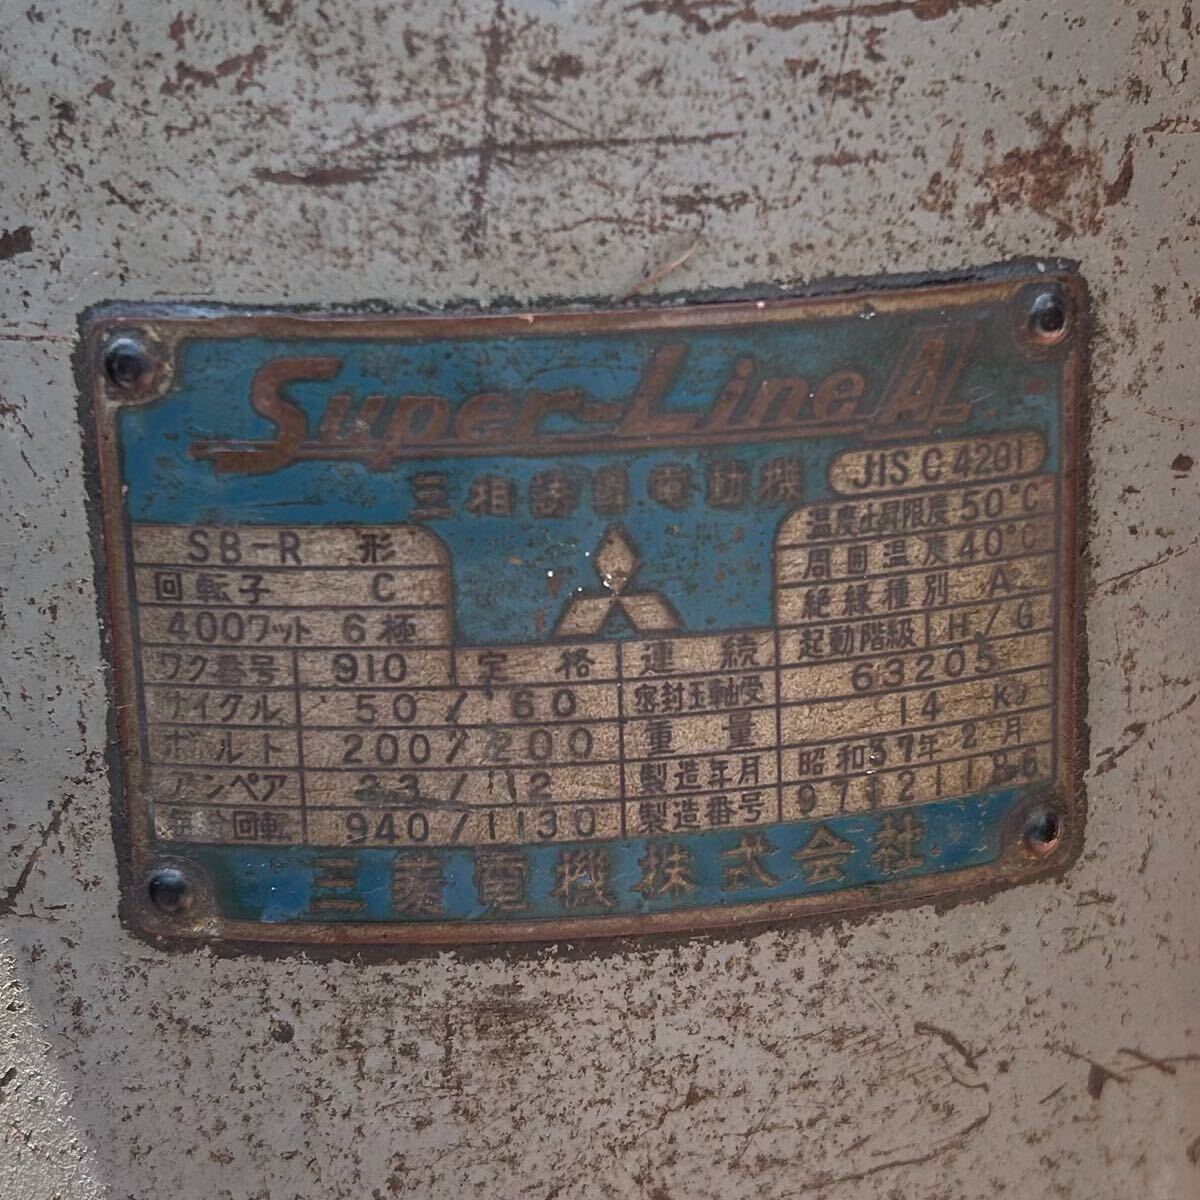 Super-Line AL
三相誘導電動機
JIS C 4201
SB-R 形
回転子 C
400ワット 6極
ワク番号 910 定格 連続
サイクル 50/60
ボルト 200/200
アンペア
毎分回転 940/1130
温度上昇限度 50°C
周囲温度 40°C
絶縁種別 A
起動階級 H/G
密封玉軸受 63205
重量 14 kg
製造年月 昭和37年2月
製造番号
三菱電機株式会社